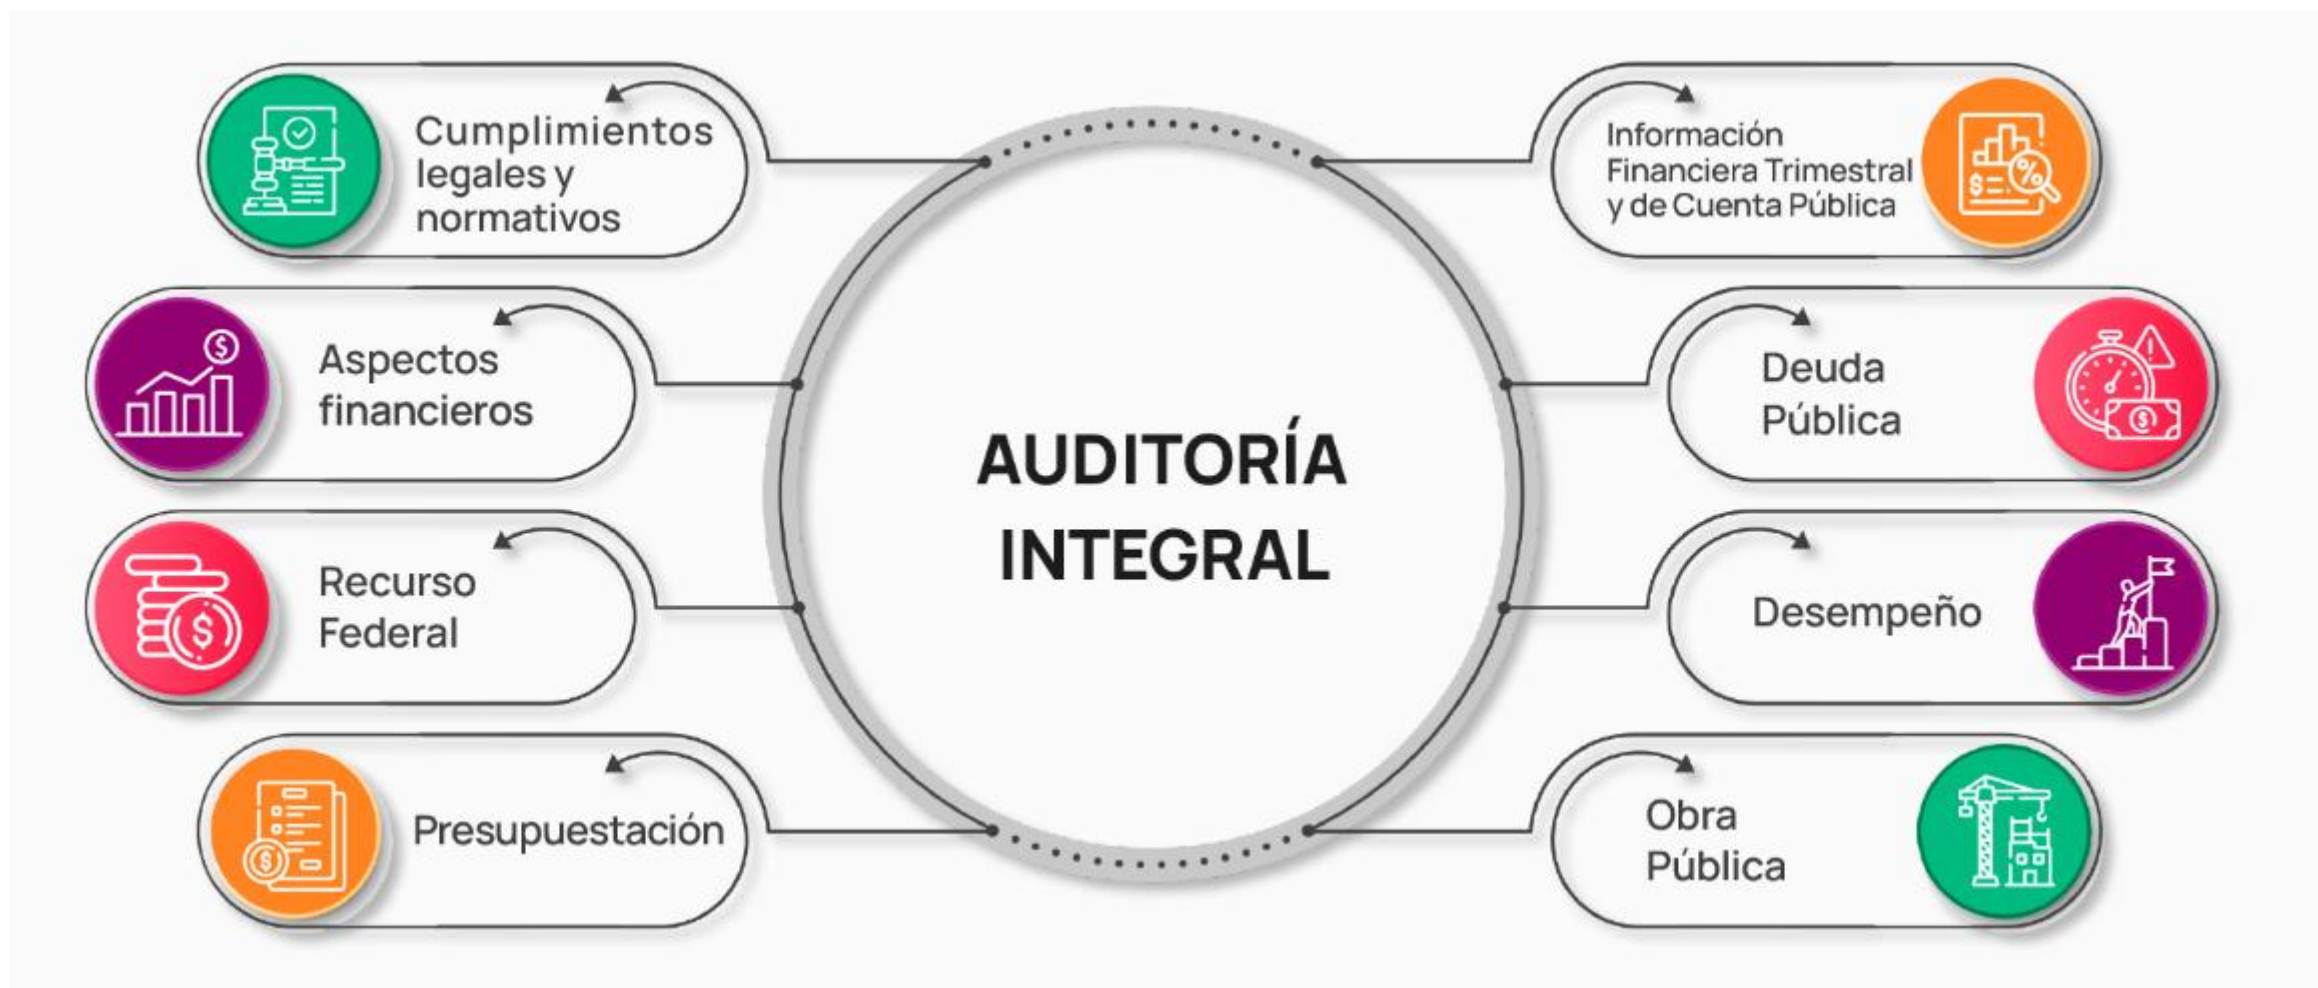 Cumplimientos
legales y
normativos
Aspectos
financieros
Recurso
Federal
Presupuestación
AUDITORÍA
INTEGRAL
Información
Financiera Trimestral
y de Cuenta Pública
Deuda
Pública
Desempeño
Obra
Pública